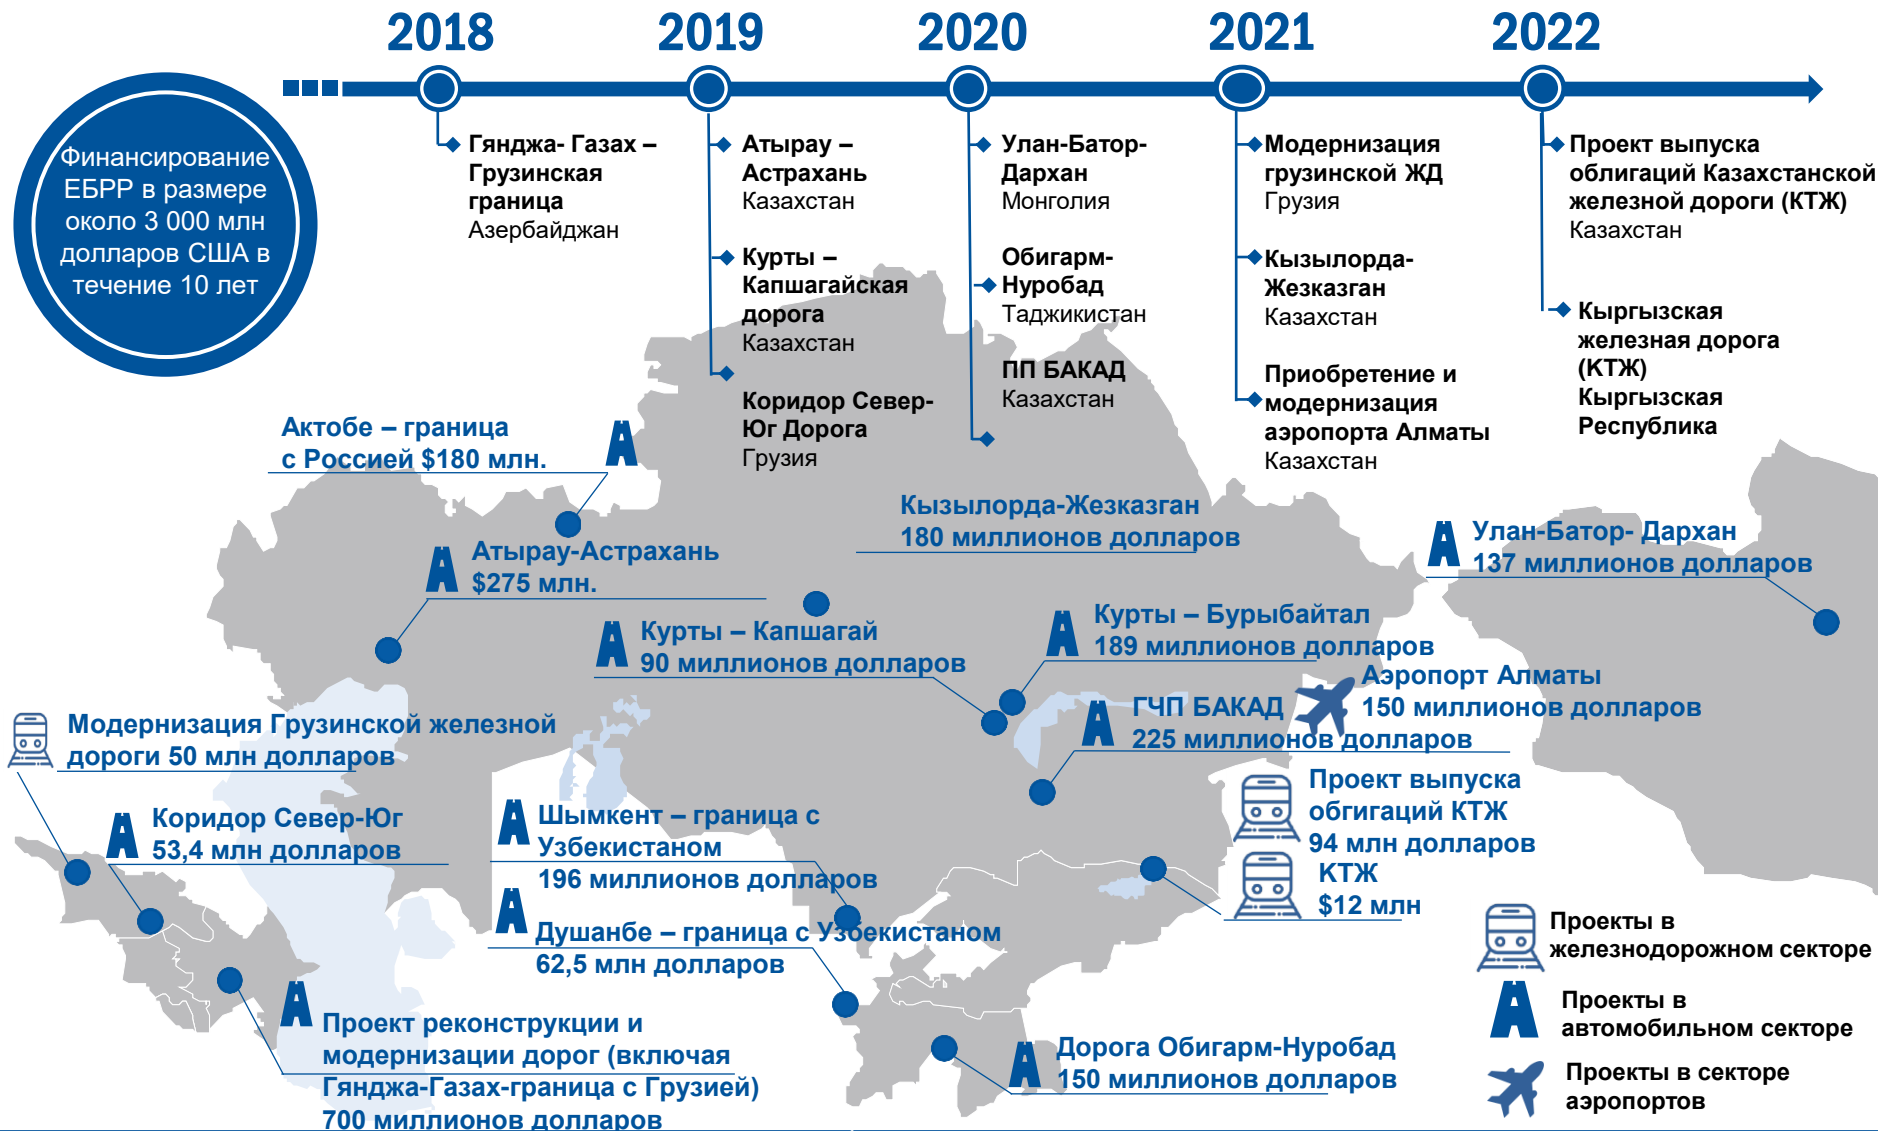 2018
2019
2020
2021
2022
Финансирование
ЕБРР в размере
около 3 000 млн
долларов США в
течение 10 лет
Гянджа- Газах –
Грузинская
граница
Азербайджан
Атырау –
Астрахань
Казахстан
Курты –
Капшагайская
дорога
Казахстан
Коридор Север-
Юг Дорога
Грузия
Улан-Батор-
Дархан
Монголия
Обигарм-
Нуробад
Таджикистан
ПП БАКАД
Казахстан
Модернизация
грузинской ЖД
Грузия
Кызылорда-
Жезказган
Казахстан
Приобретение и
модернизация
аэропорта Алматы
Казахстан
Проект выпуска
облигаций Казахстанской
железной дороги (КТЖ)
Казахстан
Кыргызская
железная дорога
(КТЖ)
Кыргызская
Республика
Актобе – граница
с Россией $180 млн.
Атырау-Астрахань
$275 млн.
Кызылорда-Жезказган
180 миллионов долларов
Улан-Батор- Дархан
137 миллионов долларов
Курты – Капшагай
90 миллионов долларов
Курты – Бурыбайтал
189 миллионов долларов
Аэропорт Алматы
150 миллионов долларов
ГЧП БАКАД
225 миллионов долларов
Модернизация Грузинской железной
дороги 50 млн долларов
Коридор Север-Юг
53,4 млн долларов
Шымкент – граница с
Узбекистаном
196 миллионов долларов
Душанбе – граница с Узбекистаном
62,5 млн долларов
Проект выпуска
обгигаций КТЖ
94 млн долларов
КТЖ
$12 млн
Проект реконструкции и
модернизации дорог (включая
Гянджа-Газах-граница с Грузией)
700 миллионов долларов
Дорога Обигарм-Нуробад
150 миллионов долларов
Проекты в
железнодорожном секторе
Проекты в
автомобильном секторе
Проекты в секторе
аэропортов